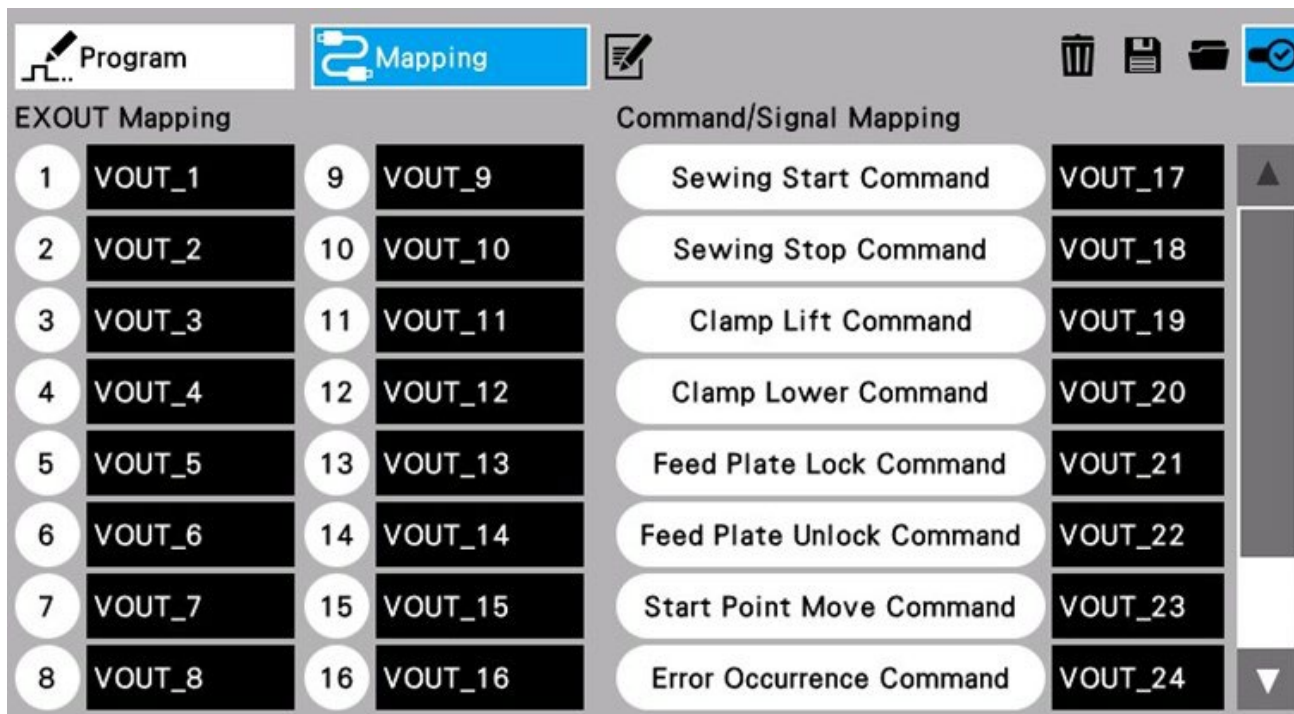 Program Mapping
EXOUT Mapping Command/Signal Mapping
1 VOUT_1 9 VOUT_9 Sewing Start Command VOUT_17
2 VOUT_2 10 VOUT_10 Sewing Stop Command VOUT_18
3 VOUT_3 11 VOUT_11 Clamp Lift Command VOUT_19
4 VOUT_4 12 VOUT_12 Clamp Lower Command VOUT_20
5 VOUT_5 13 VOUT_13 Feed Plate Lock Command VOUT_21
6 VOUT_6 14 VOUT_14 Feed Plate Unlock Command VOUT_22
7 VOUT_7 15 VOUT_15 Start Point Move Command VOUT_23
8 VOUT_8 16 VOUT_16 Error Occurrence Command VOUT_24